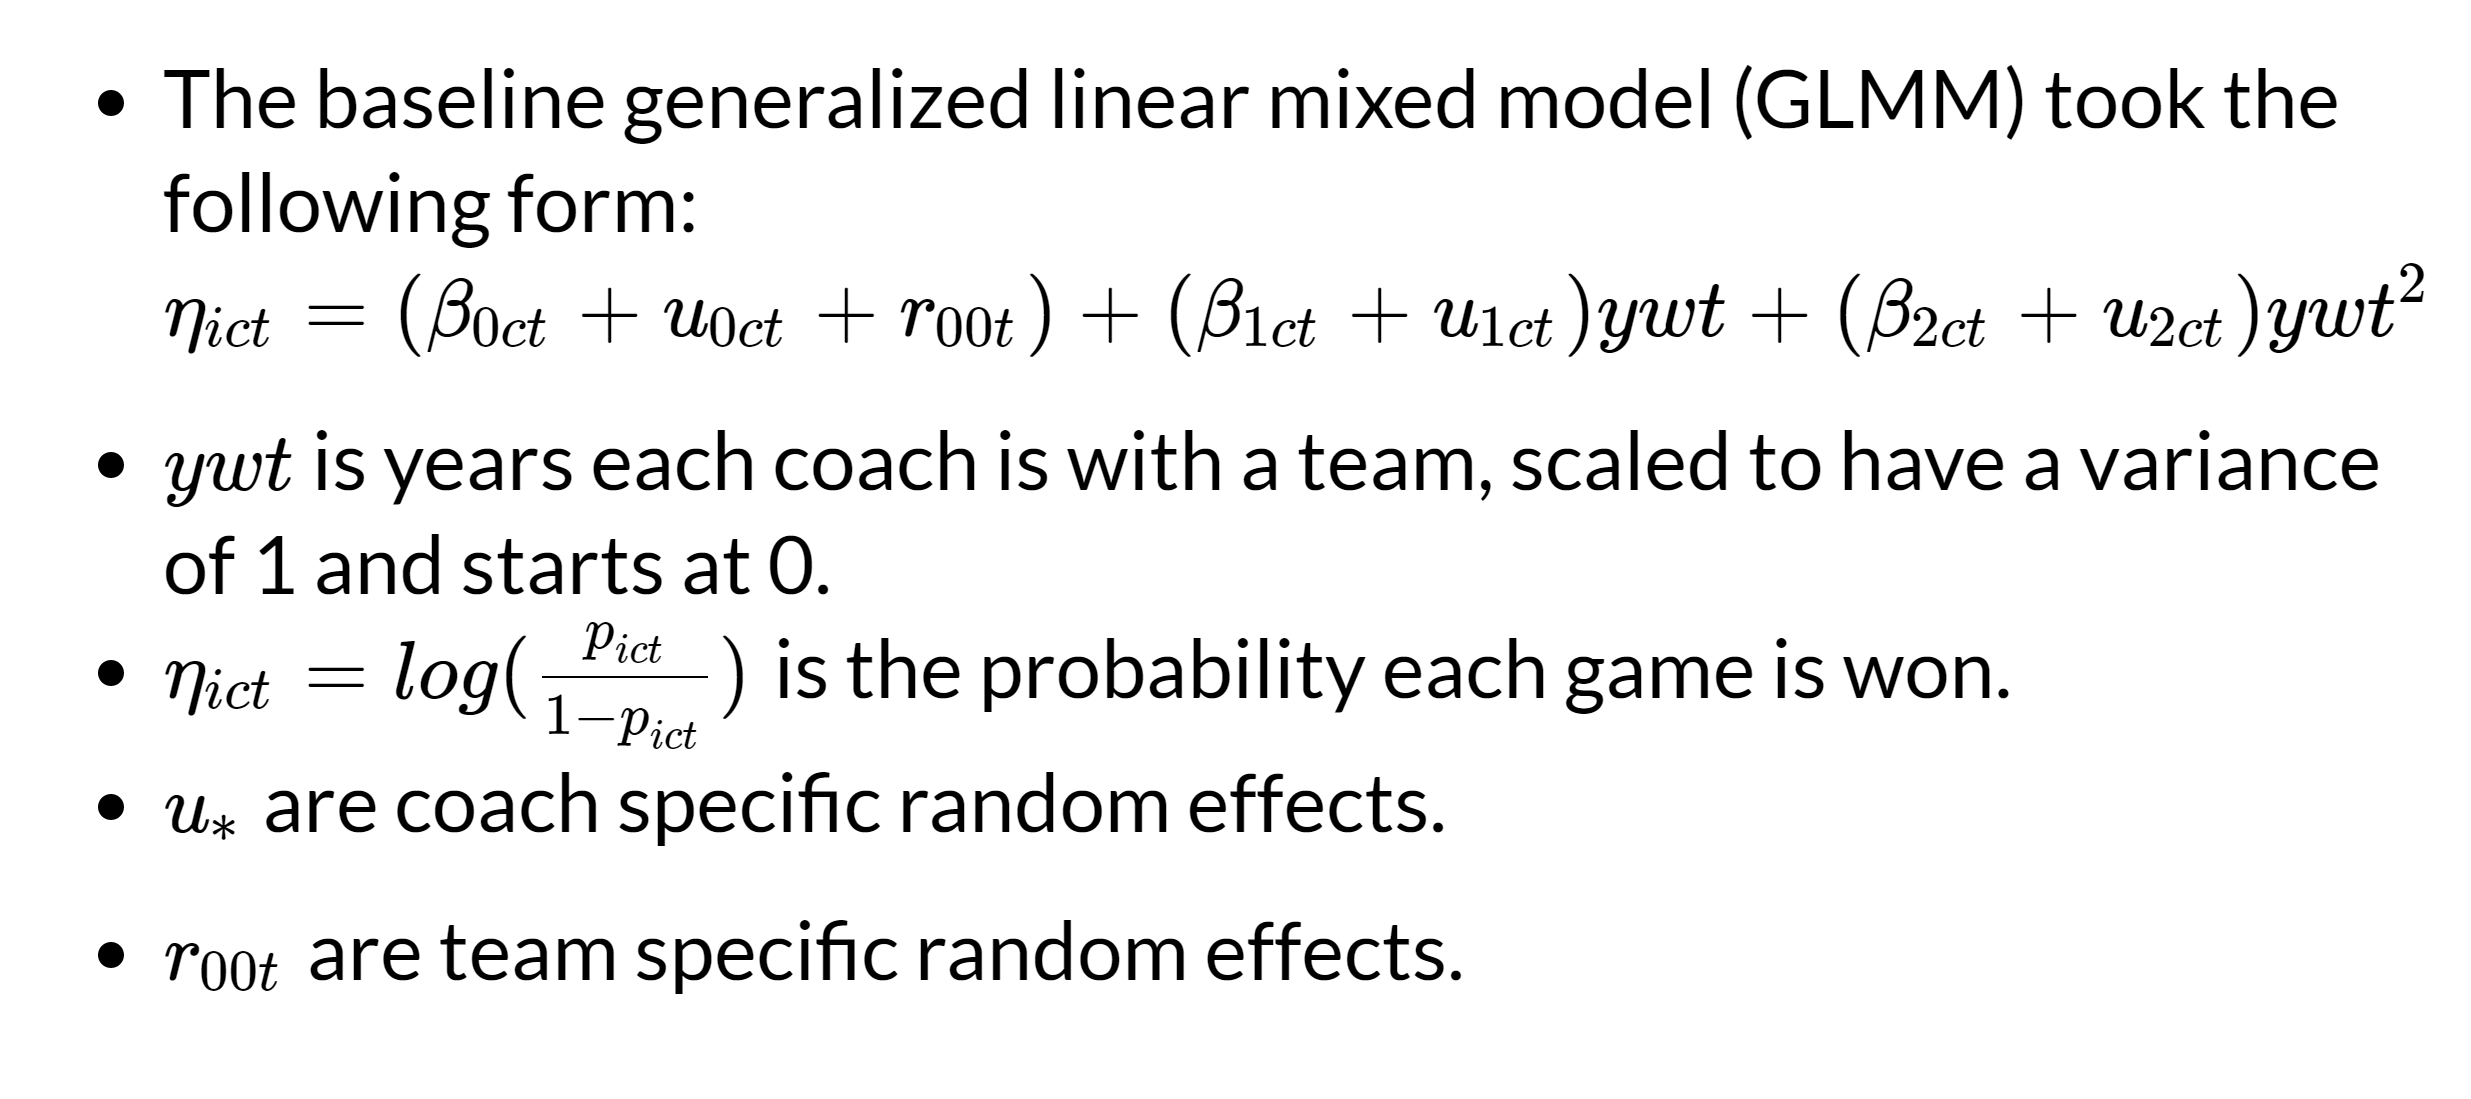 • The baseline generalized linear mixed model (GLMM) took the
following form:
$\eta_{ict} = (\beta_{0ct} + u_{0ct} + r_{00t}) + (\beta_{1ct} + u_{1ct})ywt + (\beta_{2ct} + u_{2ct})ywt^2$
• $ywt$ is years each coach is with a team, scaled to have a variance
of 1 and starts at 0.
• $\eta_{ict} = log(\frac{p_{ict}}{1-p_{ict}})$ is the probability each game is won.
• $u_*$ are coach specific random effects.
• $r_{00t}$ are team specific random effects.